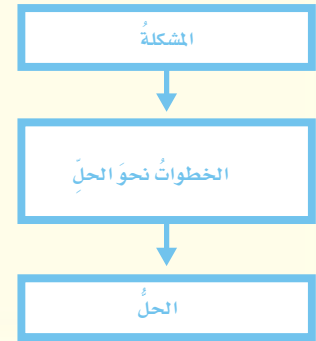 المشكلةُ
الخطواتُ نحوَ الحلِّ
الحلُّ